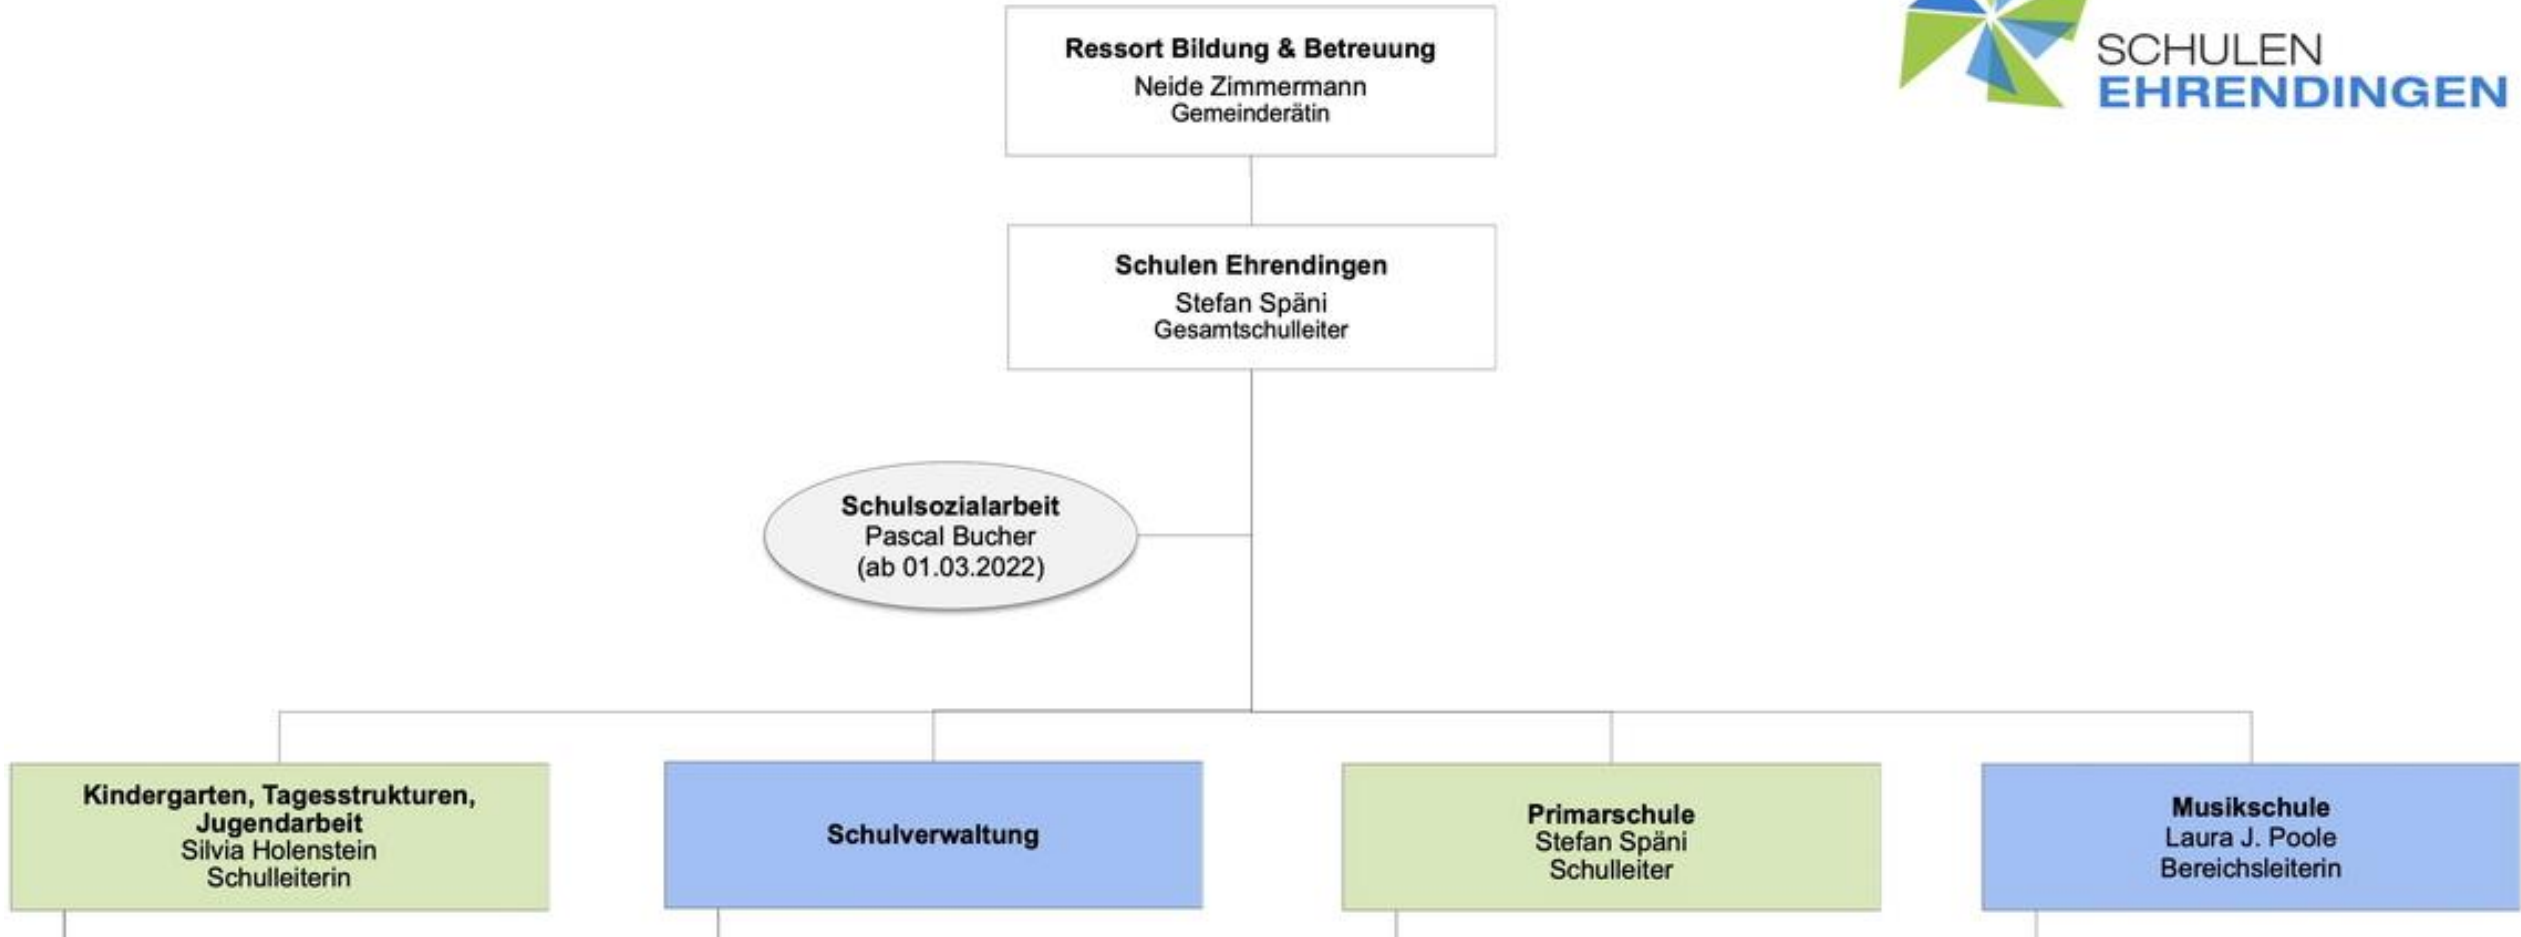 Ressort Bildung & Betreuung
Neide Zimmermann
Gemeinderätin
SCHULEN
EHRENDINGEN
Schulen Ehrendingen
Stefan Späni
Gesamtschulleiter
Schulsozialarbeit
Pascal Bucher
(ab 01.03.2022)
Kindergarten, Tagesstrukturen,
Jugendarbeit
Silvia Holenstein
Schulleiterin
Schulverwaltung
Primarschule
Stefan Späni
Schulleiter
Musikschule
Laura J. Poole
Bereichsleiterin